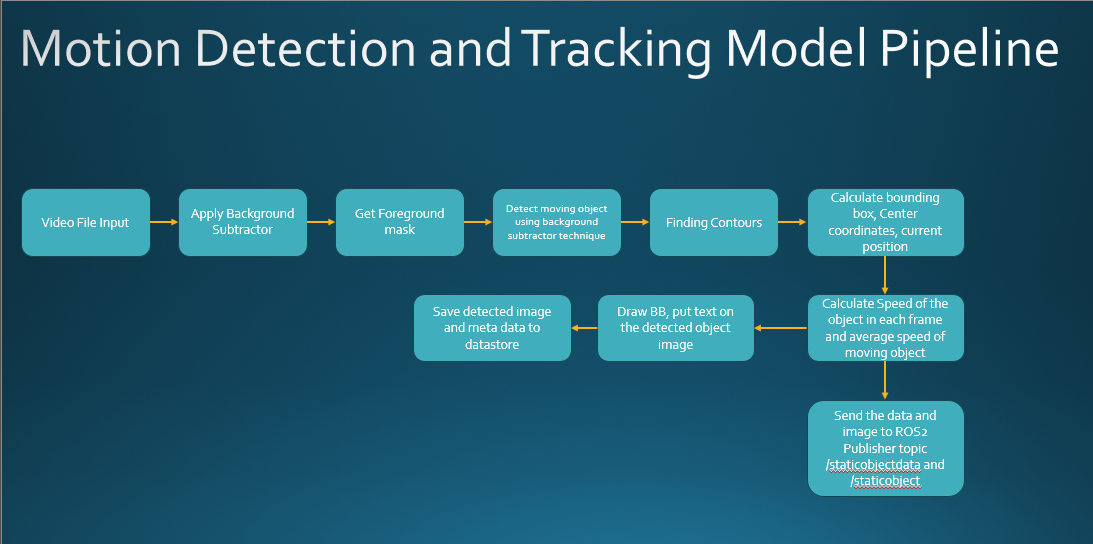 Motion Detection and Tracking Model Pipeline
Video File Input
Apply Background
Subtractor
Get Foreground
mask
Detect moving object
using background
subtractor technique
Finding Contours
Calculate bounding
box, Center
coordinates, current
position
Save detected image
and meta data to
datastore
Draw BB, put text on
the detected object
image
Calculate Speed of the
object in each frame
and average speed of
moving object
Send the data and
image to ROS2
Publisher topic
/staticobjectdata and
/staticobject